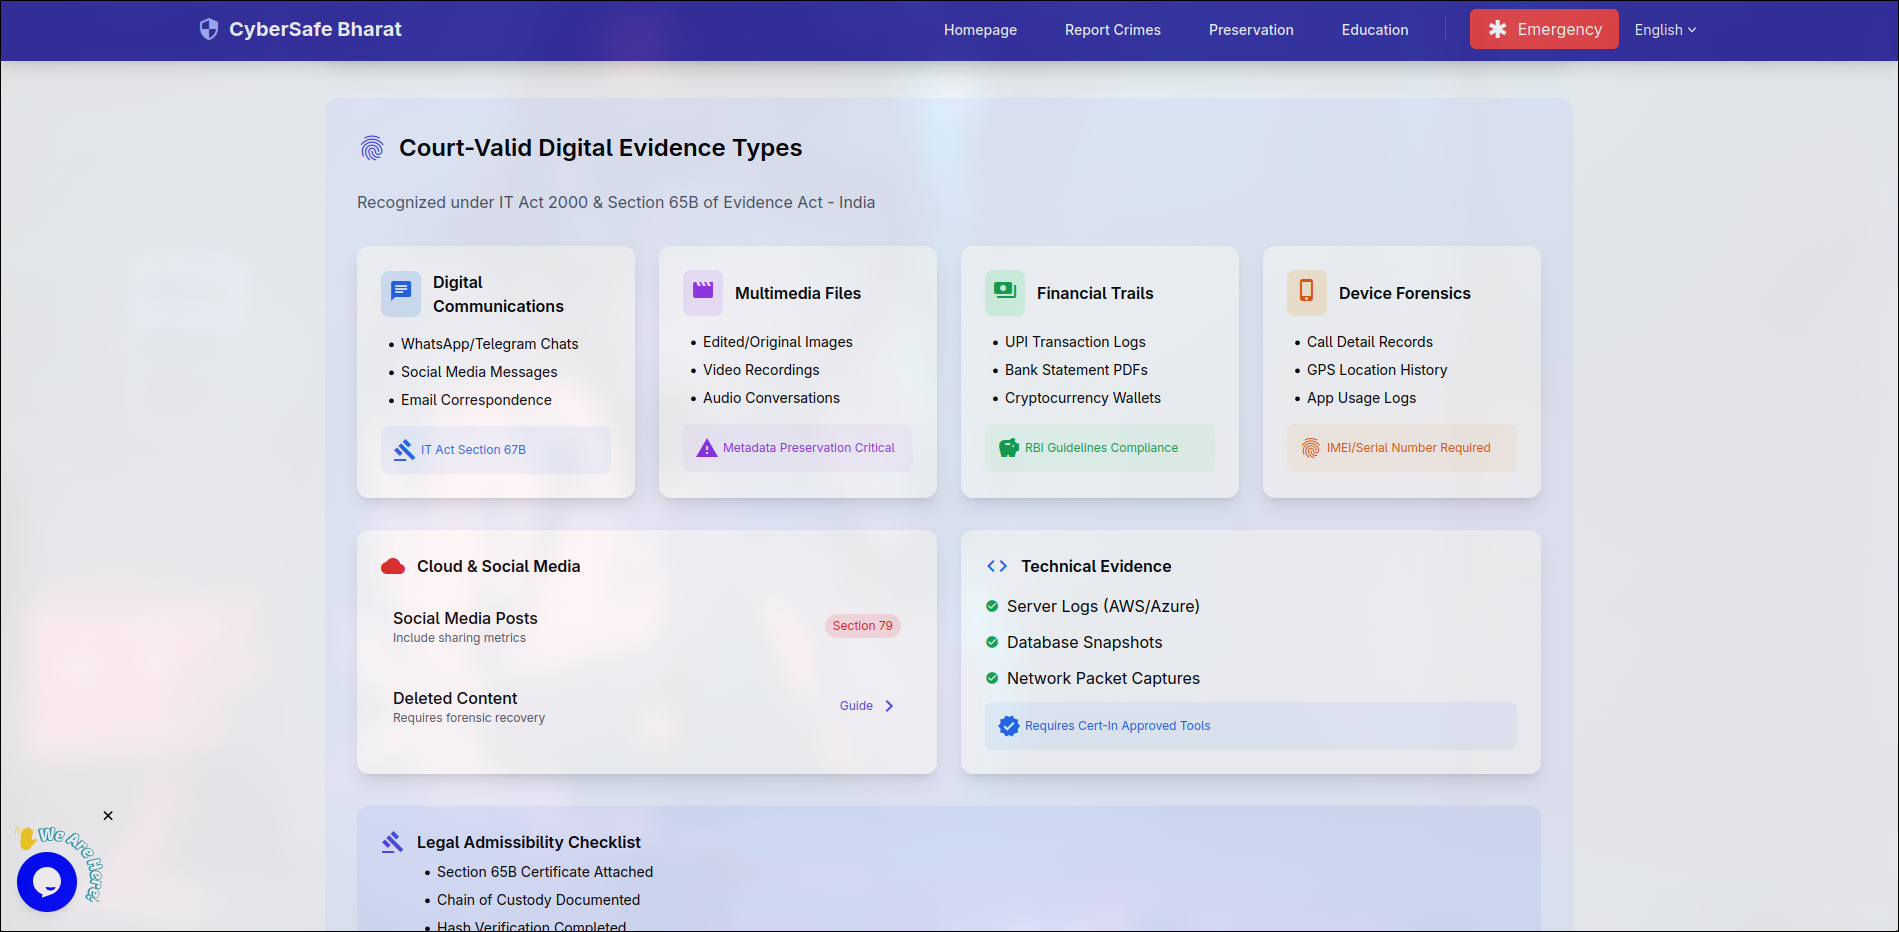 CyberSafe Bharat
Homepage
Report Crimes
Preservation
Education
Emergency
English
Court-Valid Digital Evidence Types
Recognized under IT Act 2000 & Section 65B of Evidence Act - India
Digital
Communications
• WhatsApp/Telegram Chats
• Social Media Messages
• Email Correspondence
IT Act Section 67B
Multimedia Files
• Edited/Original Images
• Video Recordings
• Audio Conversations
Metadata Preservation Critical
Financial Trails
• UPI Transaction Logs
• Bank Statement PDFs
• Cryptocurrency Wallets
RBI Guidelines Compliance
Device Forensics
• Call Detail Records
• GPS Location History
• App Usage Logs
IMEI/Serial Number Required
Cloud & Social Media
Social Media Posts
Include sharing metrics
Section 79
Deleted Content
Requires forensic recovery
Guide
Technical Evidence
Server Logs (AWS/Azure)
Database Snapshots
Network Packet Captures
Requires Cert-In Approved Tools
Legal Admissibility Checklist
• Section 65B Certificate Attached
• Chain of Custody Documented
• Hash Verification Completed
We Are Here!